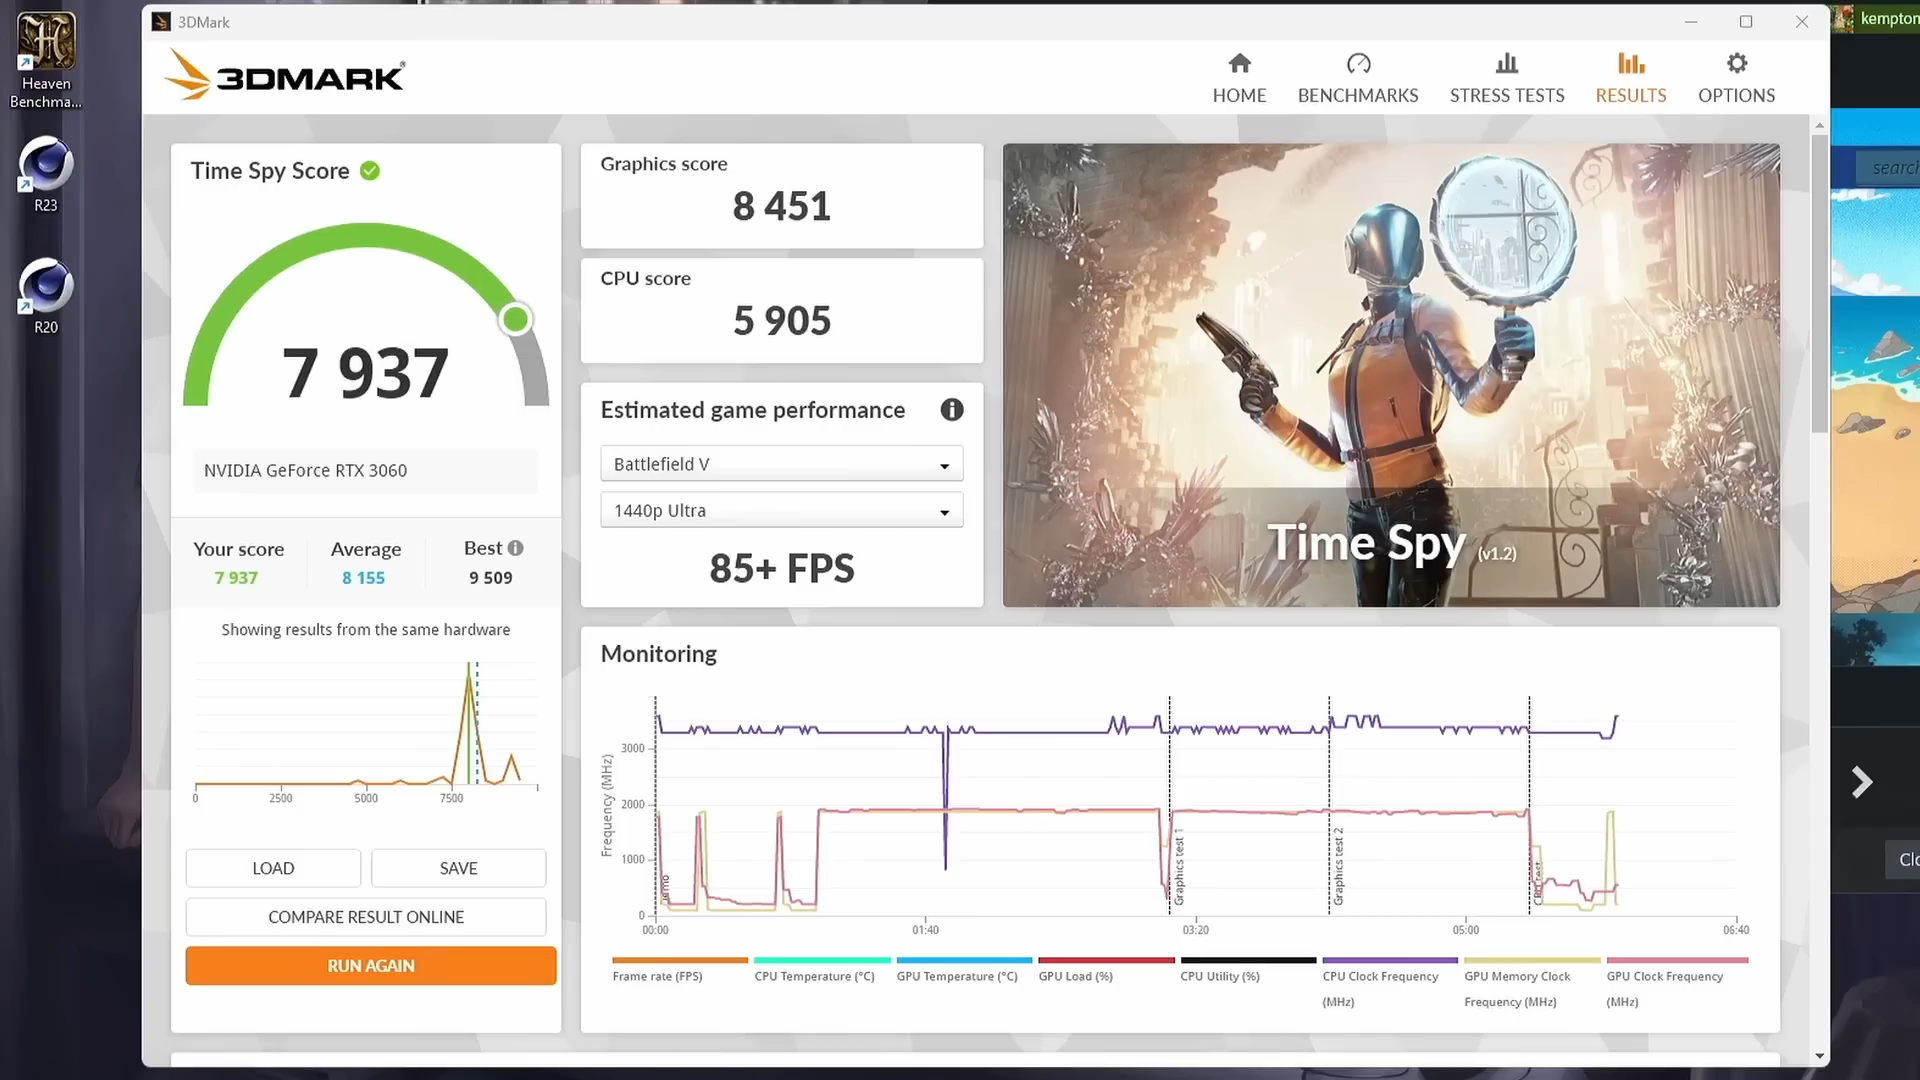 Heaven
Benchma...
R23
R20
3DMark
kempton
3DMARK®
HOME
BENCHMARKS
STRESS TESTS
RESULTS
OPTIONS
search
Time Spy Score
7 937
NVIDIA GeForce RTX 3060
Your score
7 937
Average
8 155
Best
9 509
Showing results from the same hardware
0
2500
5000
7500
LOAD
SAVE
COMPARE RESULT ONLINE
RUN AGAIN
Graphics score
8 451
CPU score
5 905
Estimated game performance
Battlefield V
1440p Ultra
85+ FPS
Time Spy (v1.2)
Monitoring
Frequency (MHz)
3000
2000
1000
0
Graphics test 1
Graphics test 2
CPU test
00:00
01:40
03:20
05:00
06:40
Frame rate (FPS)
CPU Temperature (°C)
GPU Temperature (°C)
GPU Load (%)
CPU Utility (%)
CPU Clock Frequency
(MHz)
GPU Memory Clock
Frequency (MHz)
GPU Clock Frequency
(MHz)
Clo